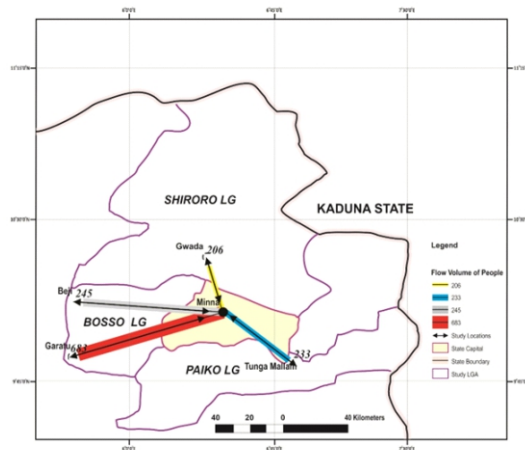 SHIRORO LG
KADUNA STATE
Gwada 206
Legend
Flow Volume of People
206
233
245
683
Study Locations
State Capital
State Boundary
Study LGA
Beji 245
Minna
BOSSO LG
Garatu 683
233
Tunga Mallam
PAIKO LG
40 20 0 40 Kilometers